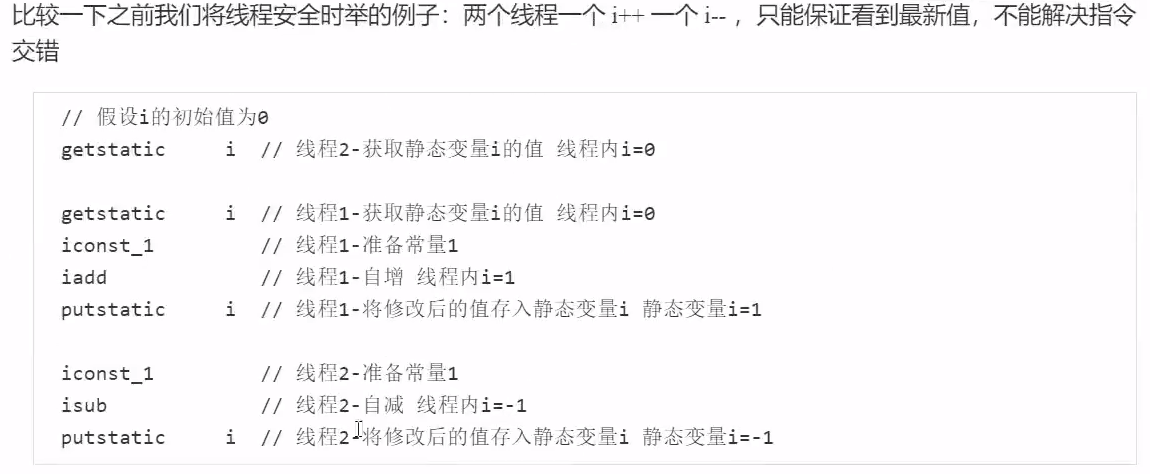 比较一下之前我们将线程安全时举的例子：两个线程一个 i++ 一个 i-- ，只能保证看到最新值，不能解决指令
交错
// 假设i的初始值为0
getstatic i // 线程2-获取静态变量i的值 线程内i=0
getstatic i // 线程1-获取静态变量i的值 线程内i=0
iconst_1 // 线程1-准备常量1
iadd // 线程1-自增 线程内i=1
putstatic i // 线程1-将修改后的值存入静态变量i 静态变量i=1
iconst_1 // 线程2-准备常量1
isub // 线程2-自减 线程内i=-1
putstatic i // 线程2-将修改后的值存入静态变量i 静态变量i=-1